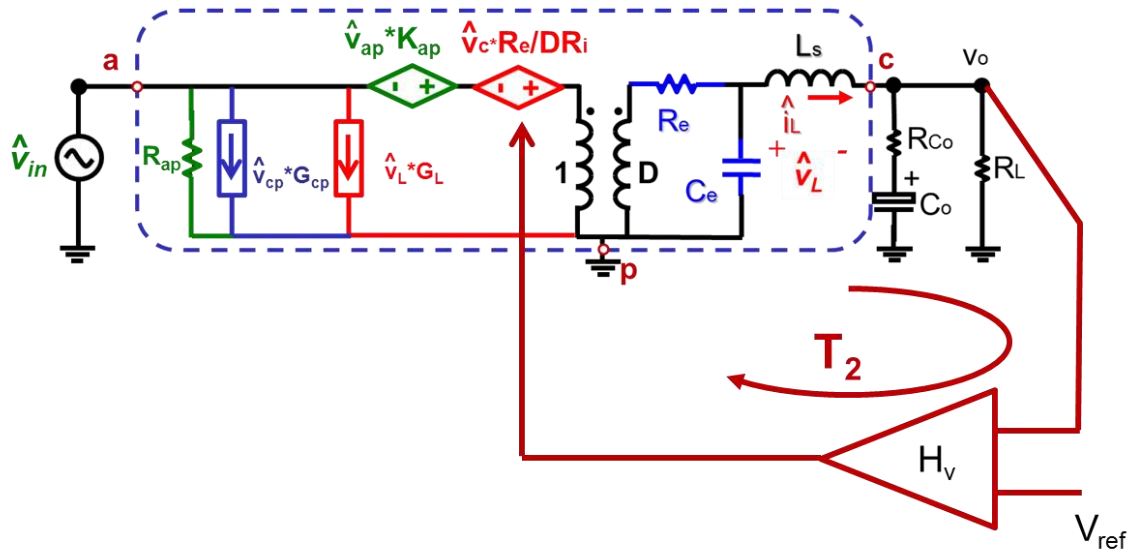 v̂ap*Kap
v̂c*Re/DRi
Ls
a
c
vo
v̂in
Rap
v̂cp*Gcp
v̂L*GL
1
D
Re
Ce
îL
+ v̂L -
RCo
+
Co
RL
- +
- +
p
T2
Hv
Vref